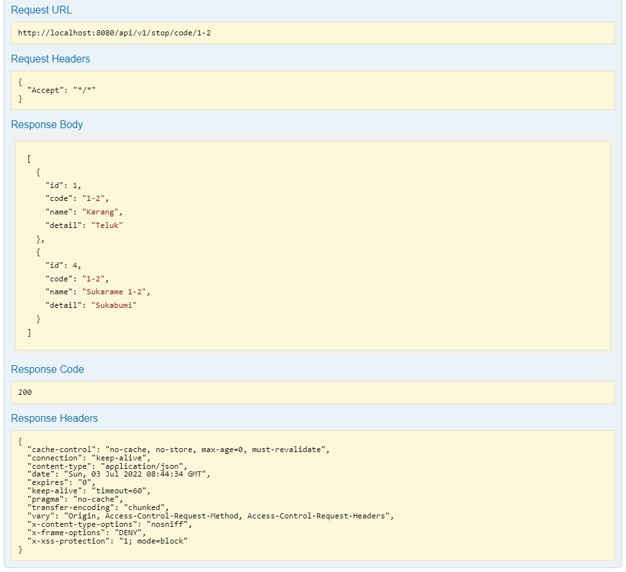 Request URL
http://localhost:8080/api/v1/stop/code/1-2
Request Headers
{
  "Accept": "*/*"
}
Response Body
[
  {
    "id": 1,
    "code": "1-2",
    "name": "Karang",
    "detail": "Teluk"
  },
  {
    "id": 4,
    "code": "1-2",
    "name": "Sukarame 1-2",
    "detail": "Sukabumi"
  }
]
Response Code
200
Response Headers
{
  "cache-control": "no-cache, no-store, max-age=0, must-revalidate",
  "connection": "keep-alive",
  "content-type": "application/json",
  "date": "Sun, 03 Jul 2022 08:44:34 GMT",
  "expires": "0",
  "keep-alive": "timeout=60",
  "pragma": "no-cache",
  "transfer-encoding": "chunked",
  "vary": "Origin, Access-Control-Request-Method, Access-Control-Request-Headers",
  "x-content-type-options": "nosniff",
  "x-frame-options": "DENY",
  "x-xss-protection": "1; mode=block"
}